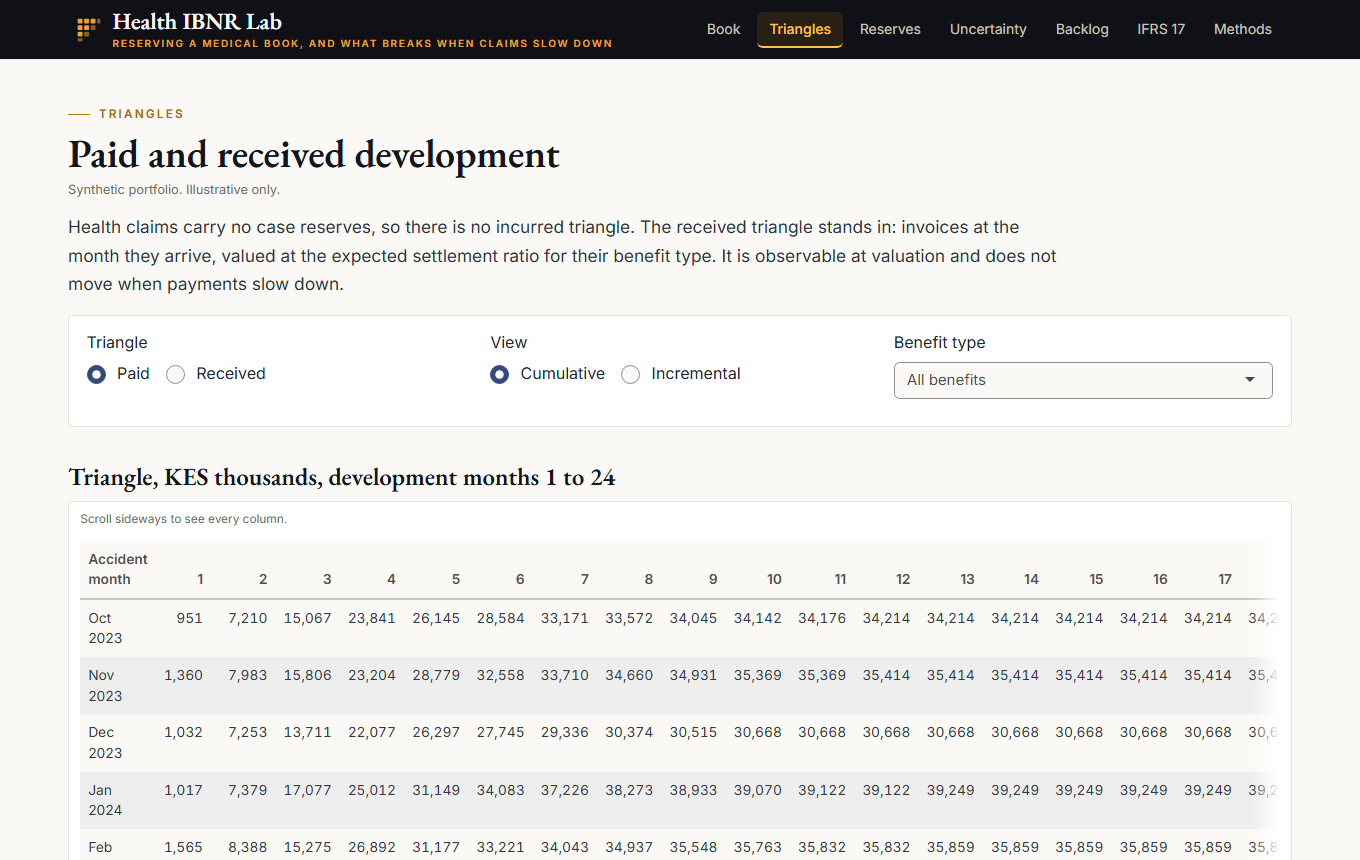 Health IBNR Lab
RESERVING A MEDICAL BOOK, AND WHAT BREAKS WHEN CLAIMS SLOW DOWN
Book Triangles Reserves Uncertainty Backlog IFRS 17 Methods
TRIANGLES
Paid and received development
Synthetic portfolio. Illustrative only.
Health claims carry no case reserves, so there is no incurred triangle. The received triangle stands in: invoices at the
month they arrive, valued at the expected settlement ratio for their benefit type. It is observable at valuation and does not
move when payments slow down.
Triangle View Benefit type
Paid Received Cumulative Incremental All benefits
Triangle, KES thousands, development months 1 to 24
Scroll sideways to see every column.
Accident
month 1 2 3 4 5 6 7 8 9 10 11 12 13 14 15 16 17
Oct 951 7,210 15,067 23,841 26,145 28,584 33,171 33,572 34,045 34,142 34,176 34,214 34,214 34,214 34,214 34,214 34,214
2023
Nov 1,360 7,983 15,806 23,204 28,779 32,558 33,710 34,660 34,931 35,369 35,369 35,414 35,414 35,414 35,414 35,414 35,414
2023
Dec 1,032 7,253 13,711 22,077 26,297 27,745 29,336 30,374 30,515 30,668 30,668 30,668 30,668 30,668 30,668 30,668 30,668
2023
Jan 1,017 7,379 17,077 25,012 31,149 34,083 37,226 38,273 38,933 39,070 39,122 39,122 39,249 39,249 39,249 39,249 39,249
2024
Feb 1,565 8,388 15,275 26,892 31,177 33,221 34,043 34,937 35,548 35,763 35,832 35,832 35,859 35,859 35,859 35,859 35,859